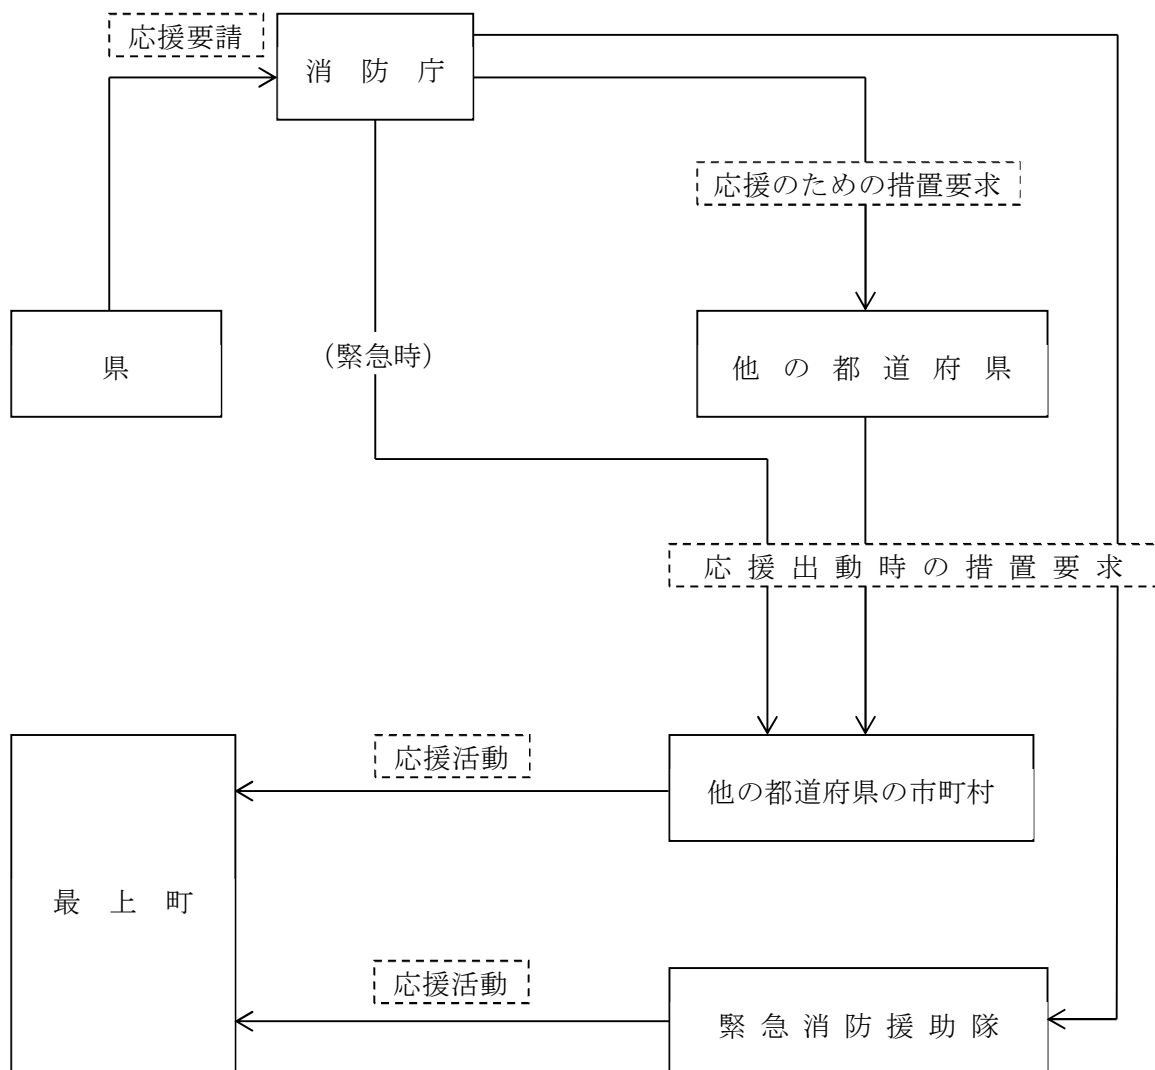 応援要請
消防庁
応援のための措置要求
県
（緊急時）
他の都道府県
応援出動時の措置要求
応援活動
他の都道府県の市町村
最上町
応援活動
緊急消防援助隊